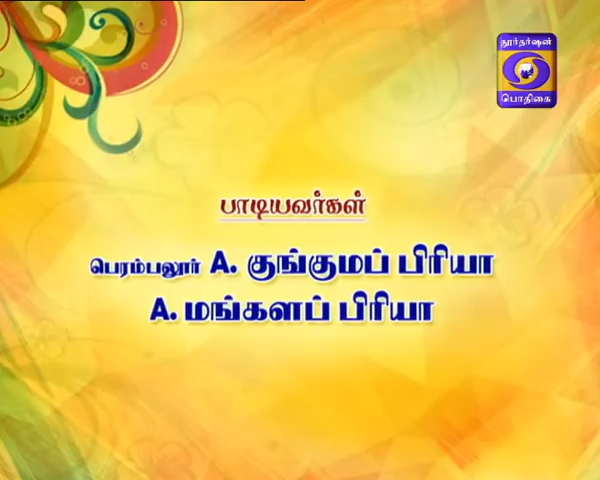 தூர்தர்ஷன்
பொதிகை
பாடியவர்கள்
பெரம்பலூர் A. குங்குமப் பிரியா
A. மங்களப் பிரியா